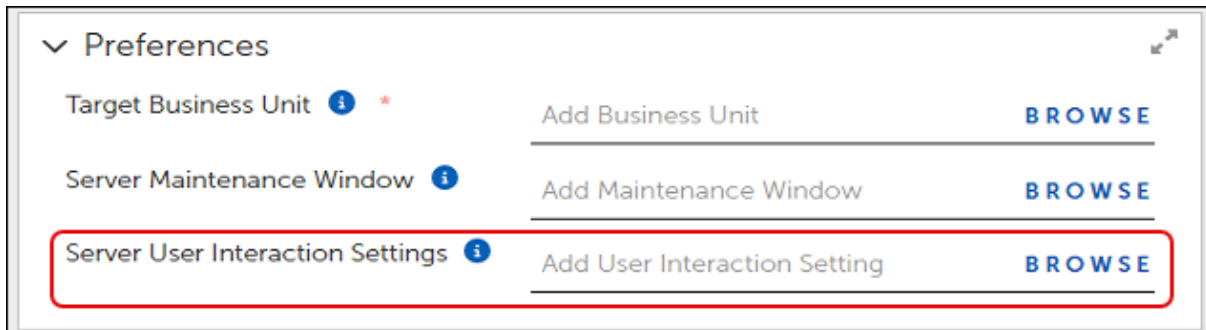 Preferences
Target Business Unit i * Add Business Unit BROWSE
Server Maintenance Window i Add Maintenance Window BROWSE
Server User Interaction Settings i Add User Interaction Setting BROWSE